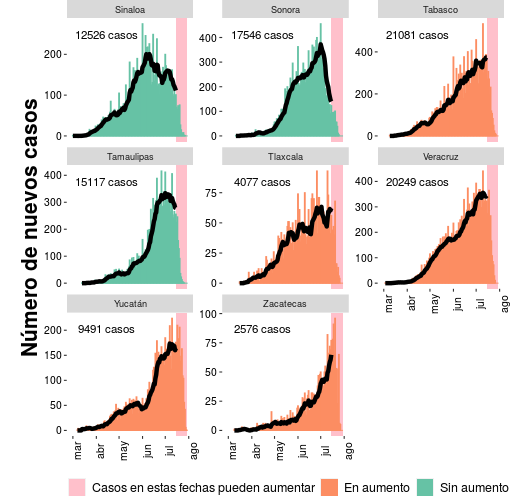 Sinaloa
Sonora
Tabasco
12526 casos
17546 casos
21081 casos
200
100
0
400
300
200
100
0
400
200
0
Tamaulipas
Tlaxcala
Veracruz
15117 casos
4077 casos
20249 casos
400
300
200
100
0
75
50
25
0
400
300
200
100
0
Yucatán
Zacatecas
mar
abr
may
jun
jul
ago
9491 casos
2576 casos
200
150
100
50
0
100
75
50
25
0
mar
abr
may
jun
jul
ago
mar
abr
may
jun
jul
ago
Número de nuevos casos
Casos en estas fechas pueden aumentar
En aumento
Sin aumento